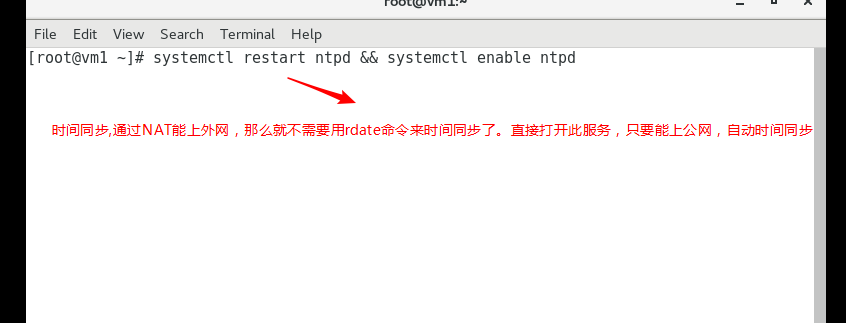 root@vm1:~
File Edit View Search Terminal Help
[root@vm1 ~]# systemctl restart ntpd && systemctl enable ntpd
时间同步,通过NAT能上外网，那么就不需要用rdate命令来时间同步了。直接打开此服务，只要能上公网，自动时间同步